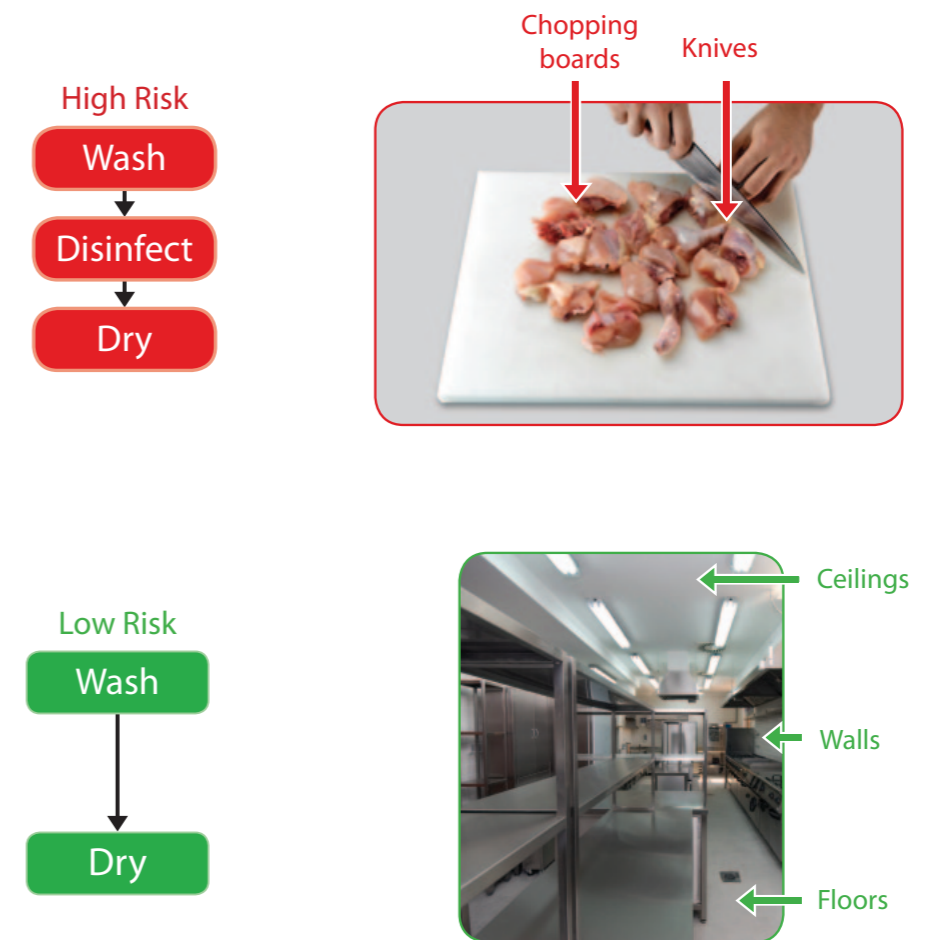 High Risk
Wash
Disinfect
Dry
Chopping
boards
Knives
Low Risk
Wash
Dry
Ceilings
Walls
Floors